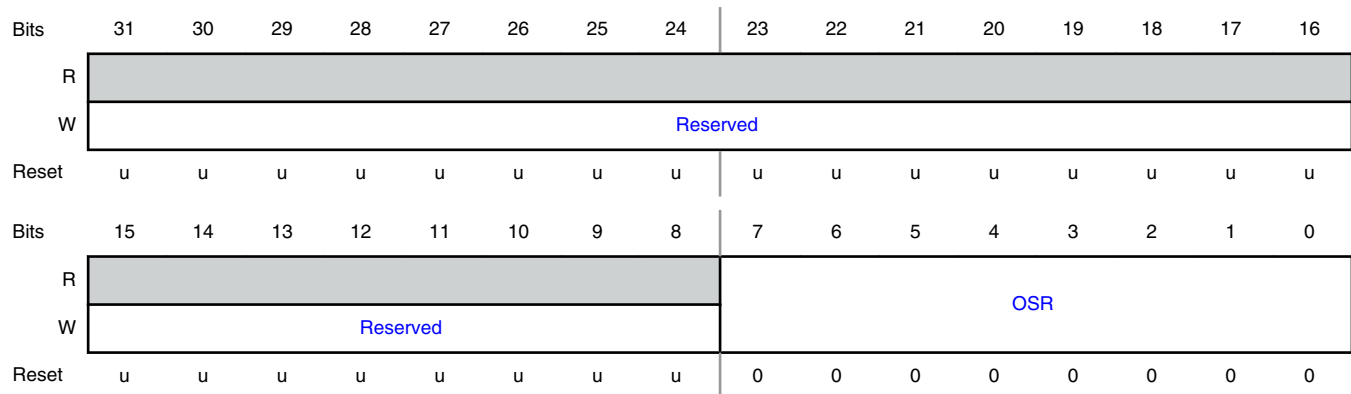 Bits 31 30 29 28 27 26 25 24 23 22 21 20 19 18 17 16
R
W Reserved
Reset u u u u u u u u u u u u u u u u
Bits 15 14 13 12 11 10 9 8 7 6 5 4 3 2 1 0
R
OSR
W Reserved
Reset u u u u u u u u 0 0 0 0 0 0 0 0